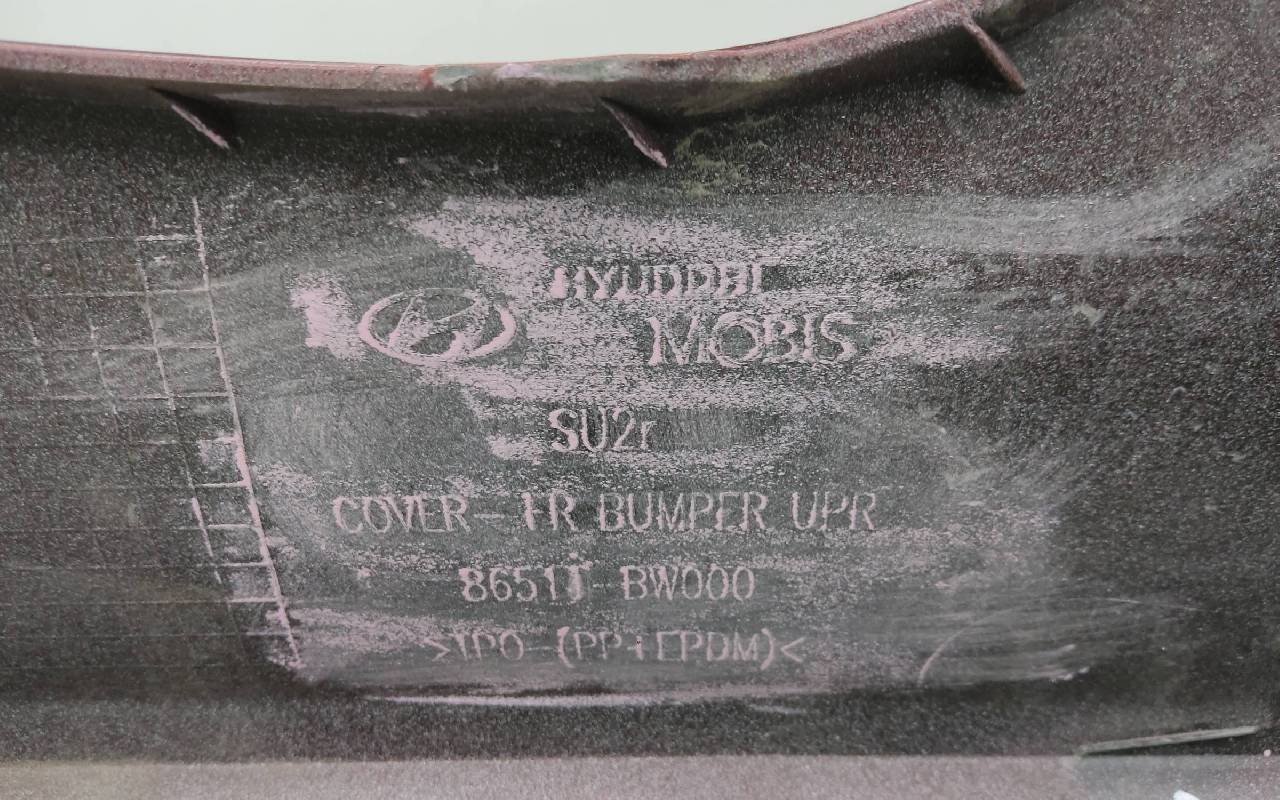 HYUNDAI
MOBIS
SU2r
COVER-FR BUMPER UPR
86511-BW000
>TPO-(PP+EPDM)<